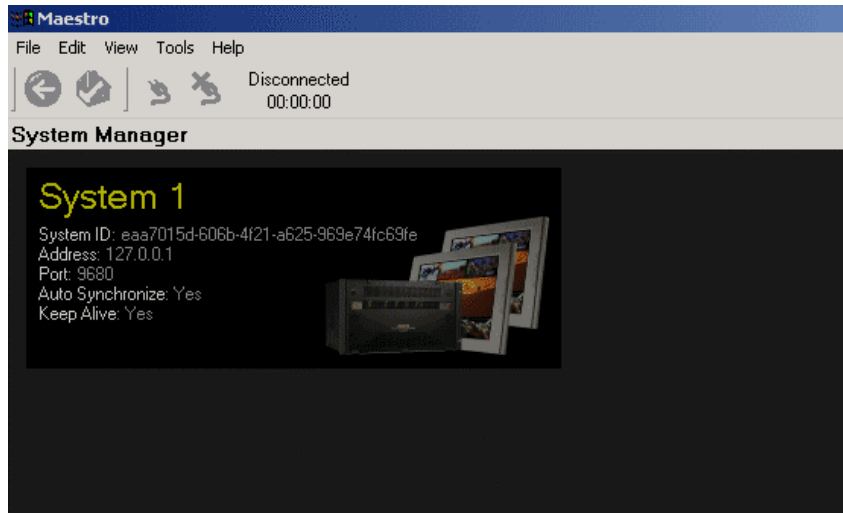 Maestro
File Edit View Tools Help
Disconnected
00:00:00
System Manager
System 1
System ID: eaa7015d-606b-4f21-a625-969e74fc69fe
Address: 127.0.0.1
Port: 9680
Auto Synchronize: Yes
Keep Alive: Yes